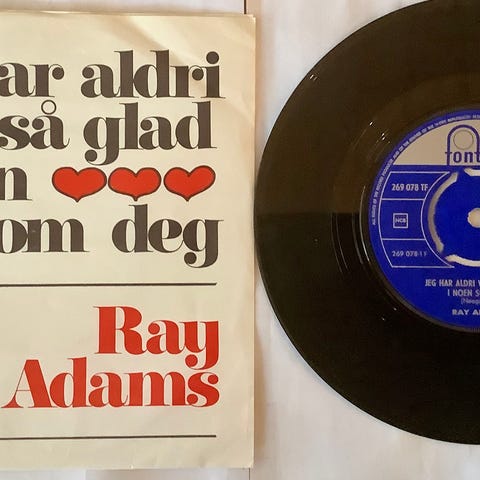 ar aldri
så glad
n
om deg
Ray
Adams
font
269 078 TF
NCB
269 078-1 F
JEG HAR ALDRI V
I NOEN S
RAY A